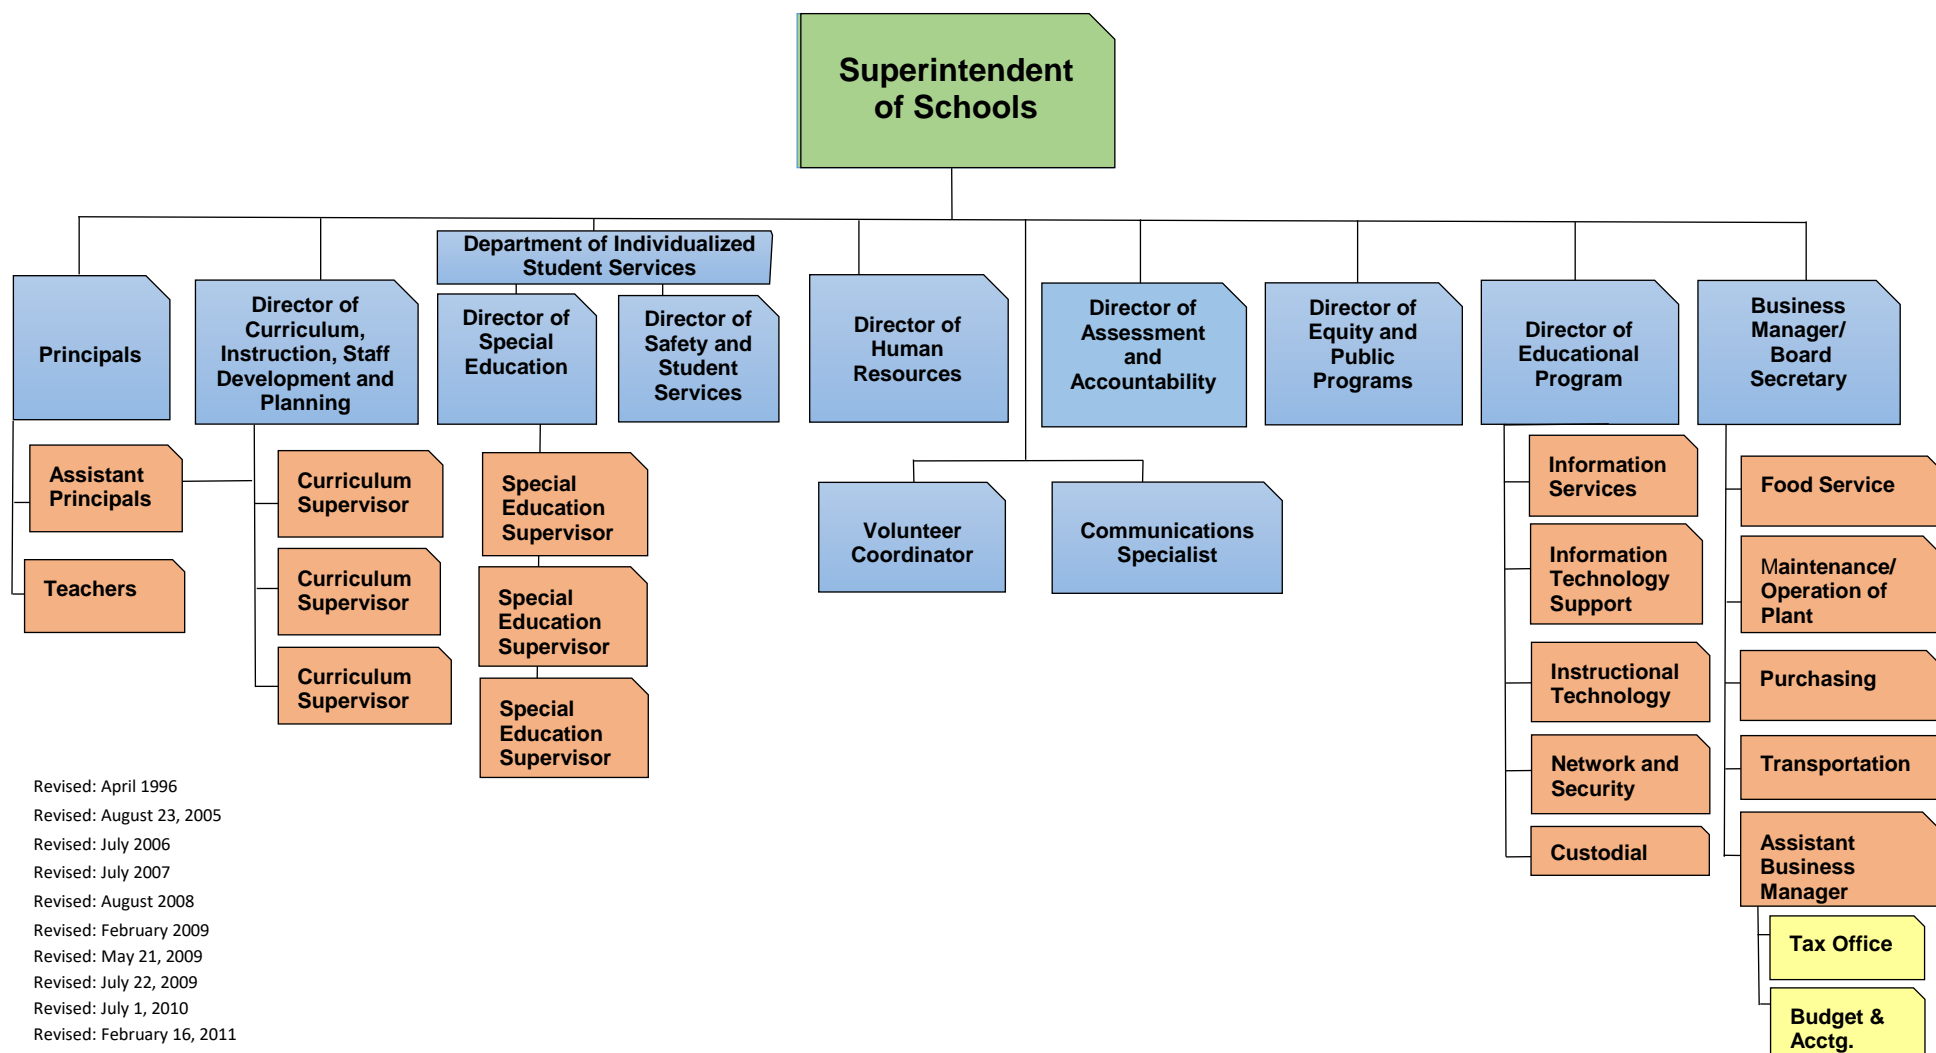 Superintendent
of Schools
Department of Individualized
Student Services
Principals
Director of
Curriculum,
Instruction, Staff
Development and
Planning
Director of
Special
Education
Director of
Safety and
Student
Services
Director of
Human
Resources
Director of
Assessment
and
Accountability
Director of
Equity and
Public
Programs
Director of
Educational
Program
Business
Manager/
Board
Secretary
Assistant
Principals
Teachers
Curriculum
Supervisor
Curriculum
Supervisor
Curriculum
Supervisor
Special
Education
Supervisor
Special
Education
Supervisor
Special
Education
Supervisor
Volunteer
Coordinator
Communications
Specialist
Information
Services
Information
Technology
Support
Instructional
Technology
Network and
Security
Custodial
Food Service
Maintenance/
Operation of
Plant
Purchasing
Transportation
Assistant
Business
Manager
Tax Office
Budget &
Acctg.
Revised: April 1996
Revised: August 23, 2005
Revised: July 2006
Revised: July 2007
Revised: August 2008
Revised: February 2009
Revised: May 21, 2009
Revised: July 22, 2009
Revised: July 1, 2010
Revised: February 16, 2011